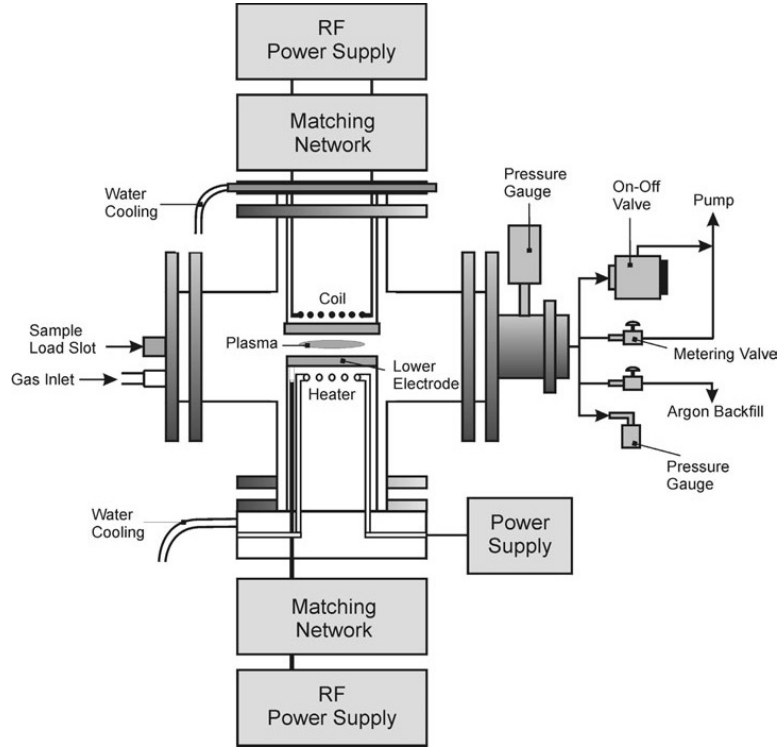 RF
Power Supply
Matching
Network
Water
Cooling
Pressure
Gauge
On-Off
Valve
Pump
Coil
Sample
Load Slot
Plasma
Metering Valve
Gas Inlet
Lower
Electrode
Heater
Argon Backfill
Pressure
Gauge
Water
Cooling
Power
Supply
Matching
Network
RF
Power Supply